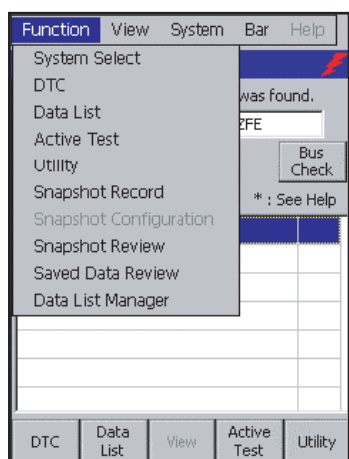 Function View System Bar Help
System Select
DTC
Data List
Active Test
Utility
Snapshot Record
Snapshot Configuration
Snapshot Review
Saved Data Review
Data List Manager
was found.
ZFE
Bus
Check
* : See Help
DTC
Data
List
View
Active
Test
Utility